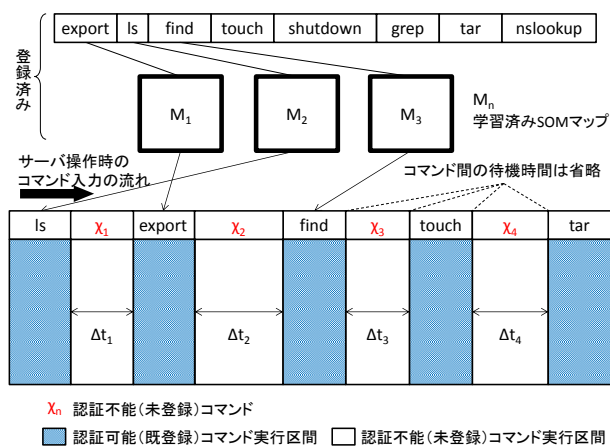 export ls find touch shutdown grep tar nslookup
登録済み
M1 M2 M3
Mn
学習済みSOMマップ
サーバ操作時の
コマンド入力の流れ
コマンド間の待機時間は省略
ls χ1 export χ2 find χ3 touch χ4 tar
Δt1 Δt2 Δt3 Δt4
χn 認証不能(未登録)コマンド
認証可能(既登録)コマンド実行区間 認証不能(未登録)コマンド実行区間